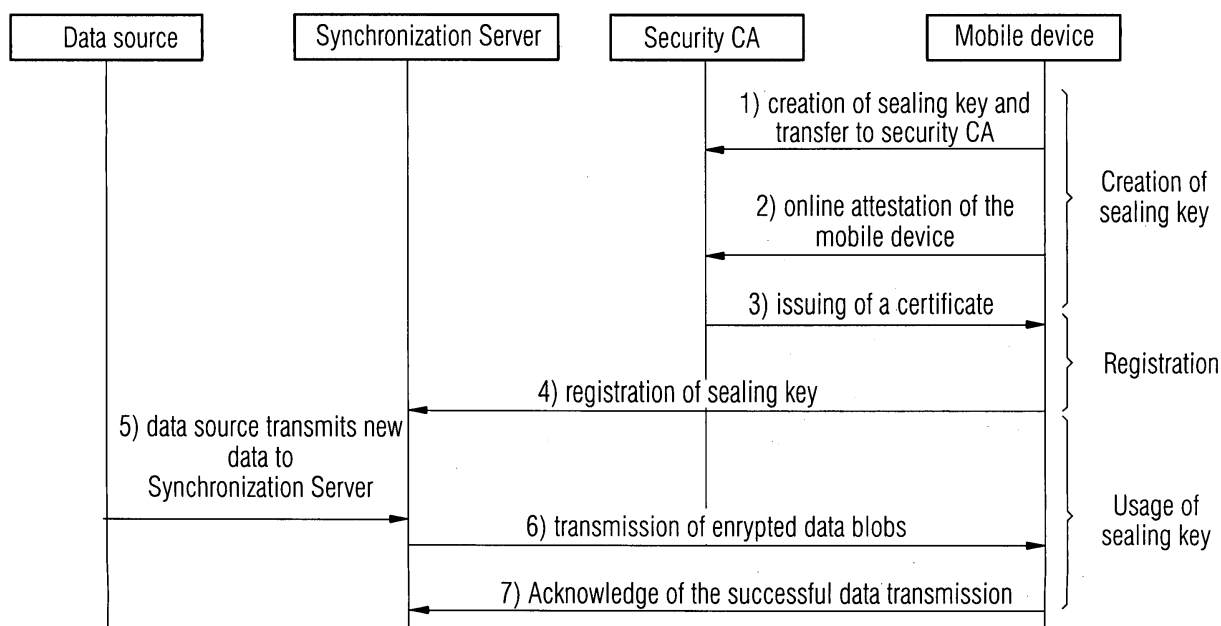 Data source
Synchronization Server
Security CA
Mobile device
1) creation of sealing key and
transfer to security CA
2) online attestation of the
mobile device
Creation of
sealing key
3) issuing of a certificate
Registration
4) registration of sealing key
5) data source transmits new
data to
Synchronization Server
6) transmission of enrypted data blobs
Usage of
sealing key
7) Acknowledge of the successful data transmission